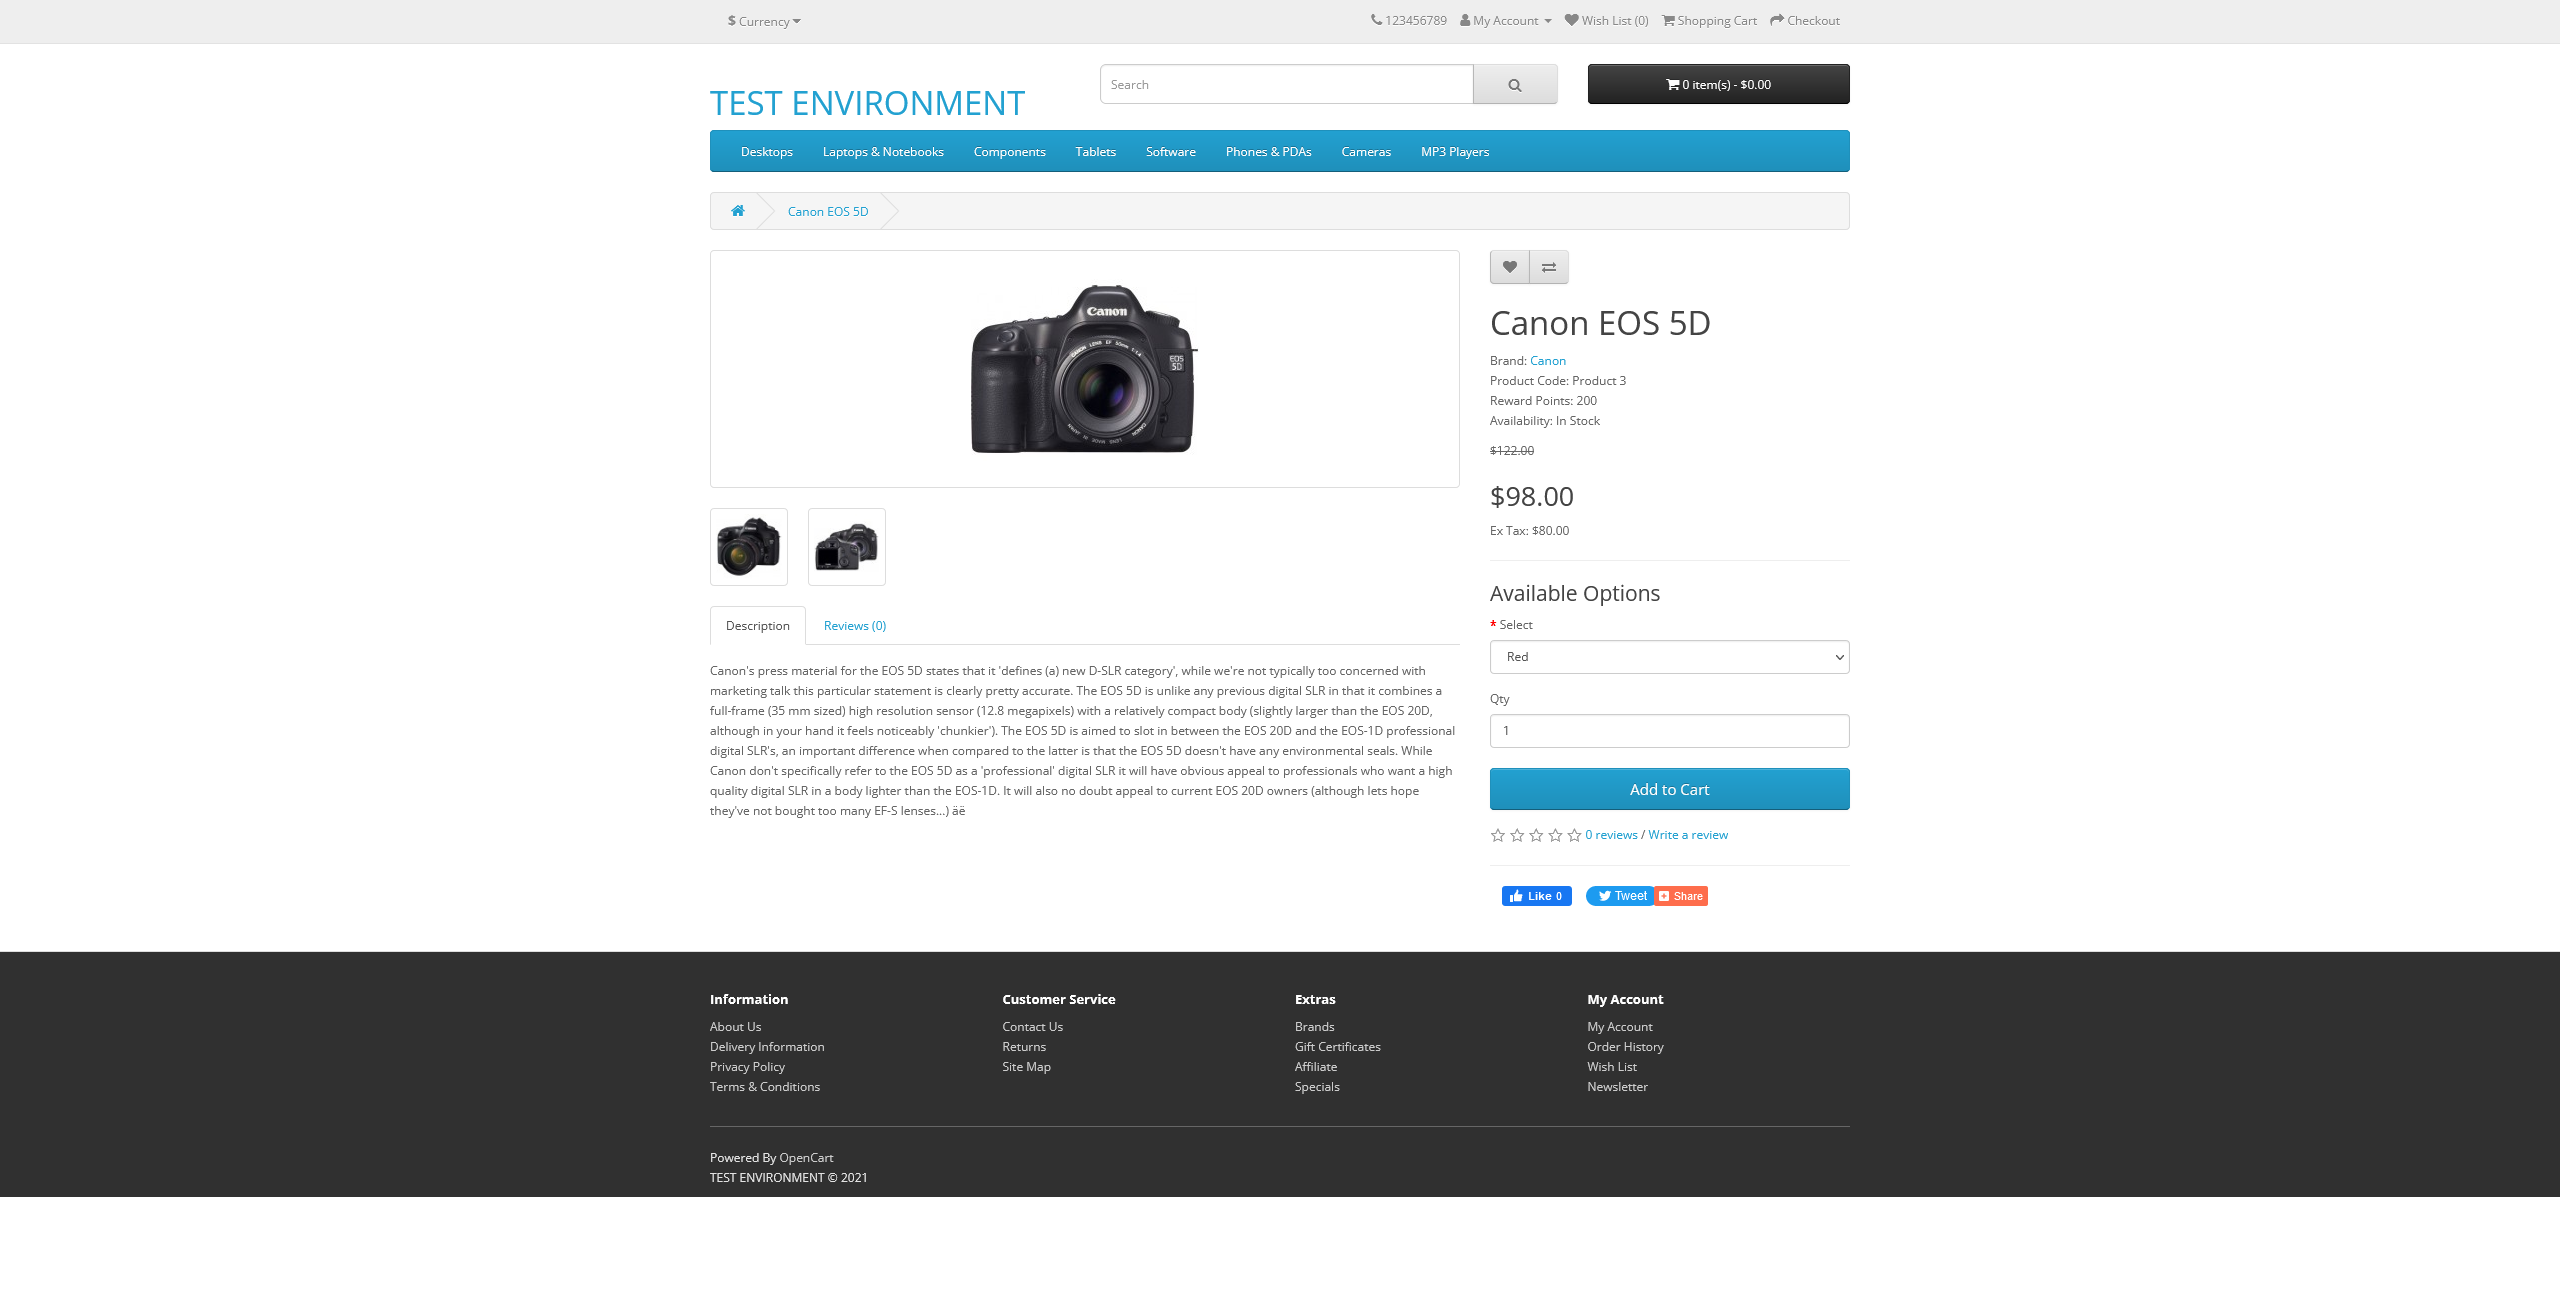 $ Currency
123456789 My Account Wish List (0) Shopping Cart Checkout
TEST ENVIRONMENT
Search
0 item(s) - $0.00
Desktops Laptops & Notebooks Components Tablets Software Phones & PDAs Cameras MP3 Players
Canon EOS 5D
Canon
CANON LENS EF 50mm 1:1.4
EOS
5D
Canon EOS 5D
Brand: Canon
Product Code: Product 3
Reward Points: 200
Availability: In Stock
$122.00
$98.00
Ex Tax: $80.00
Available Options
* Select
Red
Qty
1
Add to Cart
0 reviews / Write a review
Like 0 Tweet Share
Description Reviews (0)
Canon's press material for the EOS 5D states that it 'defines (a) new D-SLR category', while we're not typically too concerned with
marketing talk this particular statement is clearly pretty accurate. The EOS 5D is unlike any previous digital SLR in that it combines a
full-frame (35 mm sized) high resolution sensor (12.8 megapixels) with a relatively compact body (slightly larger than the EOS 20D,
although in your hand it feels noticeably 'chunkier'). The EOS 5D is aimed to slot in between the EOS 20D and the EOS-1D professional
digital SLR's, an important difference when compared to the latter is that the EOS 5D doesn't have any environmental seals. While
Canon don't specifically refer to the EOS 5D as a 'professional' digital SLR it will have obvious appeal to professionals who want a high
quality digital SLR in a body lighter than the EOS-1D. It will also no doubt appeal to current EOS 20D owners (although lets hope
they've not bought too many EF-S lenses...) äë
Information
About Us
Delivery Information
Privacy Policy
Terms & Conditions
Customer Service
Contact Us
Returns
Site Map
Extras
Brands
Gift Certificates
Affiliate
Specials
My Account
My Account
Order History
Wish List
Newsletter
Powered By OpenCart
TEST ENVIRONMENT © 2021